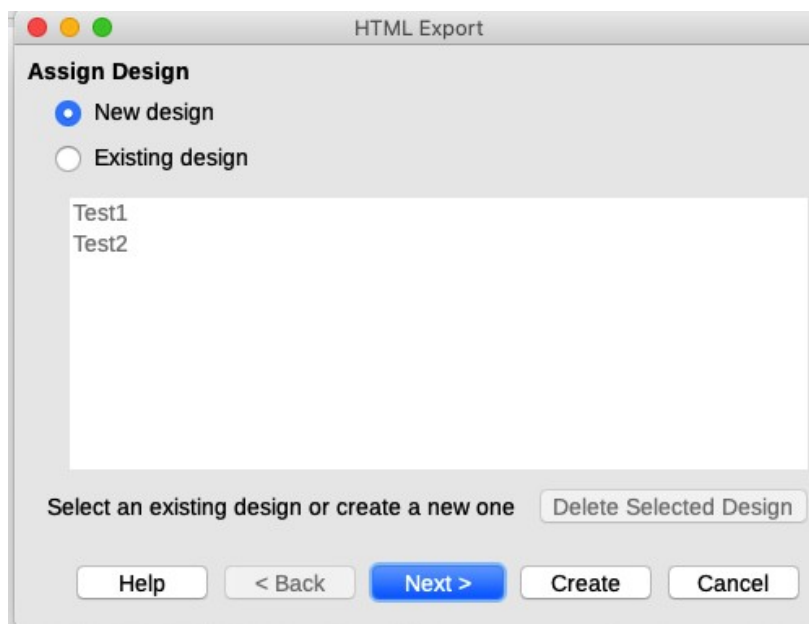 HTML Export
Assign Design
New design
Existing design
Test1
Test2
Select an existing design or create a new one Delete Selected Design
Help < Back Next > Create Cancel